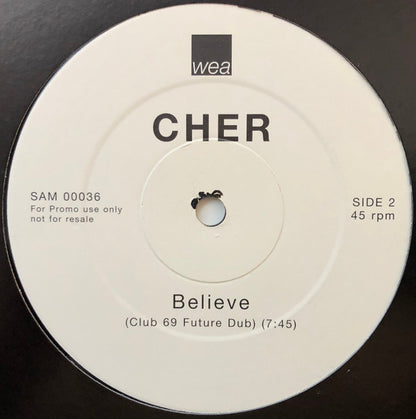 wea
CHER
SAM 00036
For Promo use only
not for resale
SIDE 2
45 rpm
Believe
(Club 69 Future Dub) (7:45)